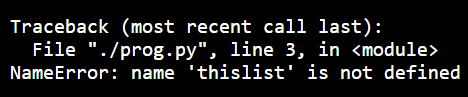 Traceback (most recent call last):
  File "./prog.py", line 3, in <module>
NameError: name 'thislist' is not defined